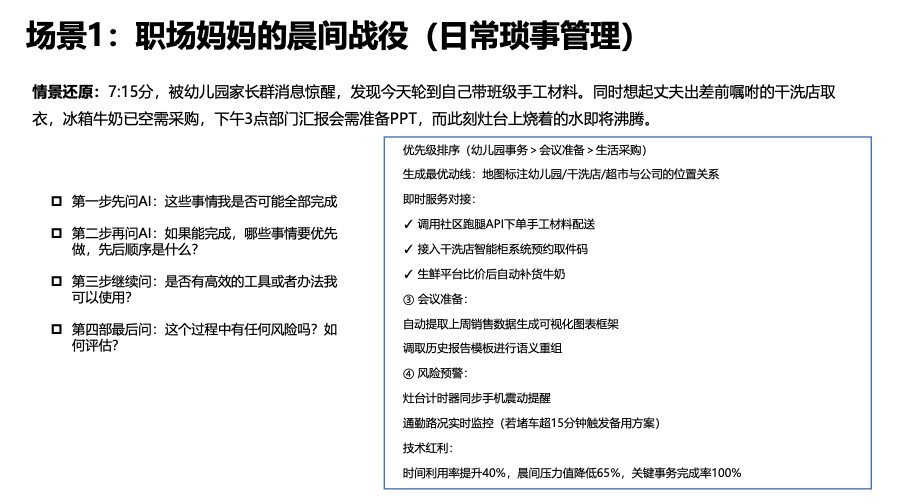 场景1：职场妈妈的晨间战役（日常琐事管理）
情景还原：7:15分，被幼儿园家长群消息惊醒，发现今天轮到自己带班级手工材料。同时想起丈夫出差前嘱咐的干洗店取
衣，冰箱牛奶已空需采购，下午3点部门汇报会需准备PPT，而此刻灶台上烧着的水即将沸腾。
第一步先问AI：这些事情我是否可能全部完成
第二步再问AI：如果能完成，哪些事情要优先
做，先后顺序是什么？
第三步继续问：是否有高效的工具或者办法我
可以使用？
第四部最后问：这个过程中有任何风险吗？如
何评估？
优先级排序（幼儿园事务 > 会议准备 > 生活采购）
生成最优动线：地图标注幼儿园/干洗店/超市与公司的位置关系
即时服务对接：
✓ 调用社区跑腿API下单手工材料配送
✓ 接入干洗店智能柜系统预约取件码
✓ 生鲜平台比价后自动补货牛奶
③ 会议准备：
自动提取上周销售数据生成可视化图表框架
调取历史报告模板进行语义重组
④ 风险预警：
灶台计时器同步手机震动提醒
通勤路况实时监控（若堵车超15分钟触发备用方案）
技术红利：
时间利用率提升40%，晨间压力值降低65%，关键事务完成率100%